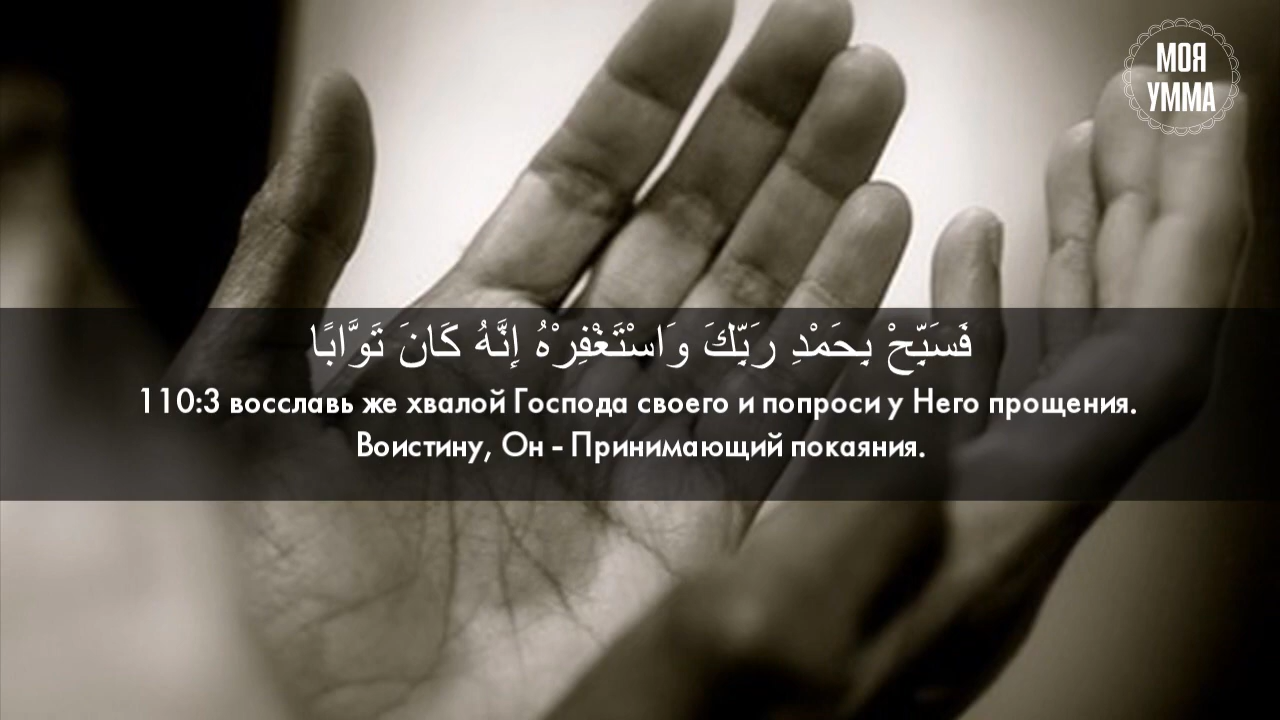 МОЯ
УММА
فَسَبِّحْ بِحَمْدِ رَبِّكَ وَاسْتَغْفِرْهُ إِنَّهُ كَانَ تَوَّابًا
110:3 восславь же хвалой Господа своего и попроси у Него прощения.
Воистину, Он - Принимающий покаяния.